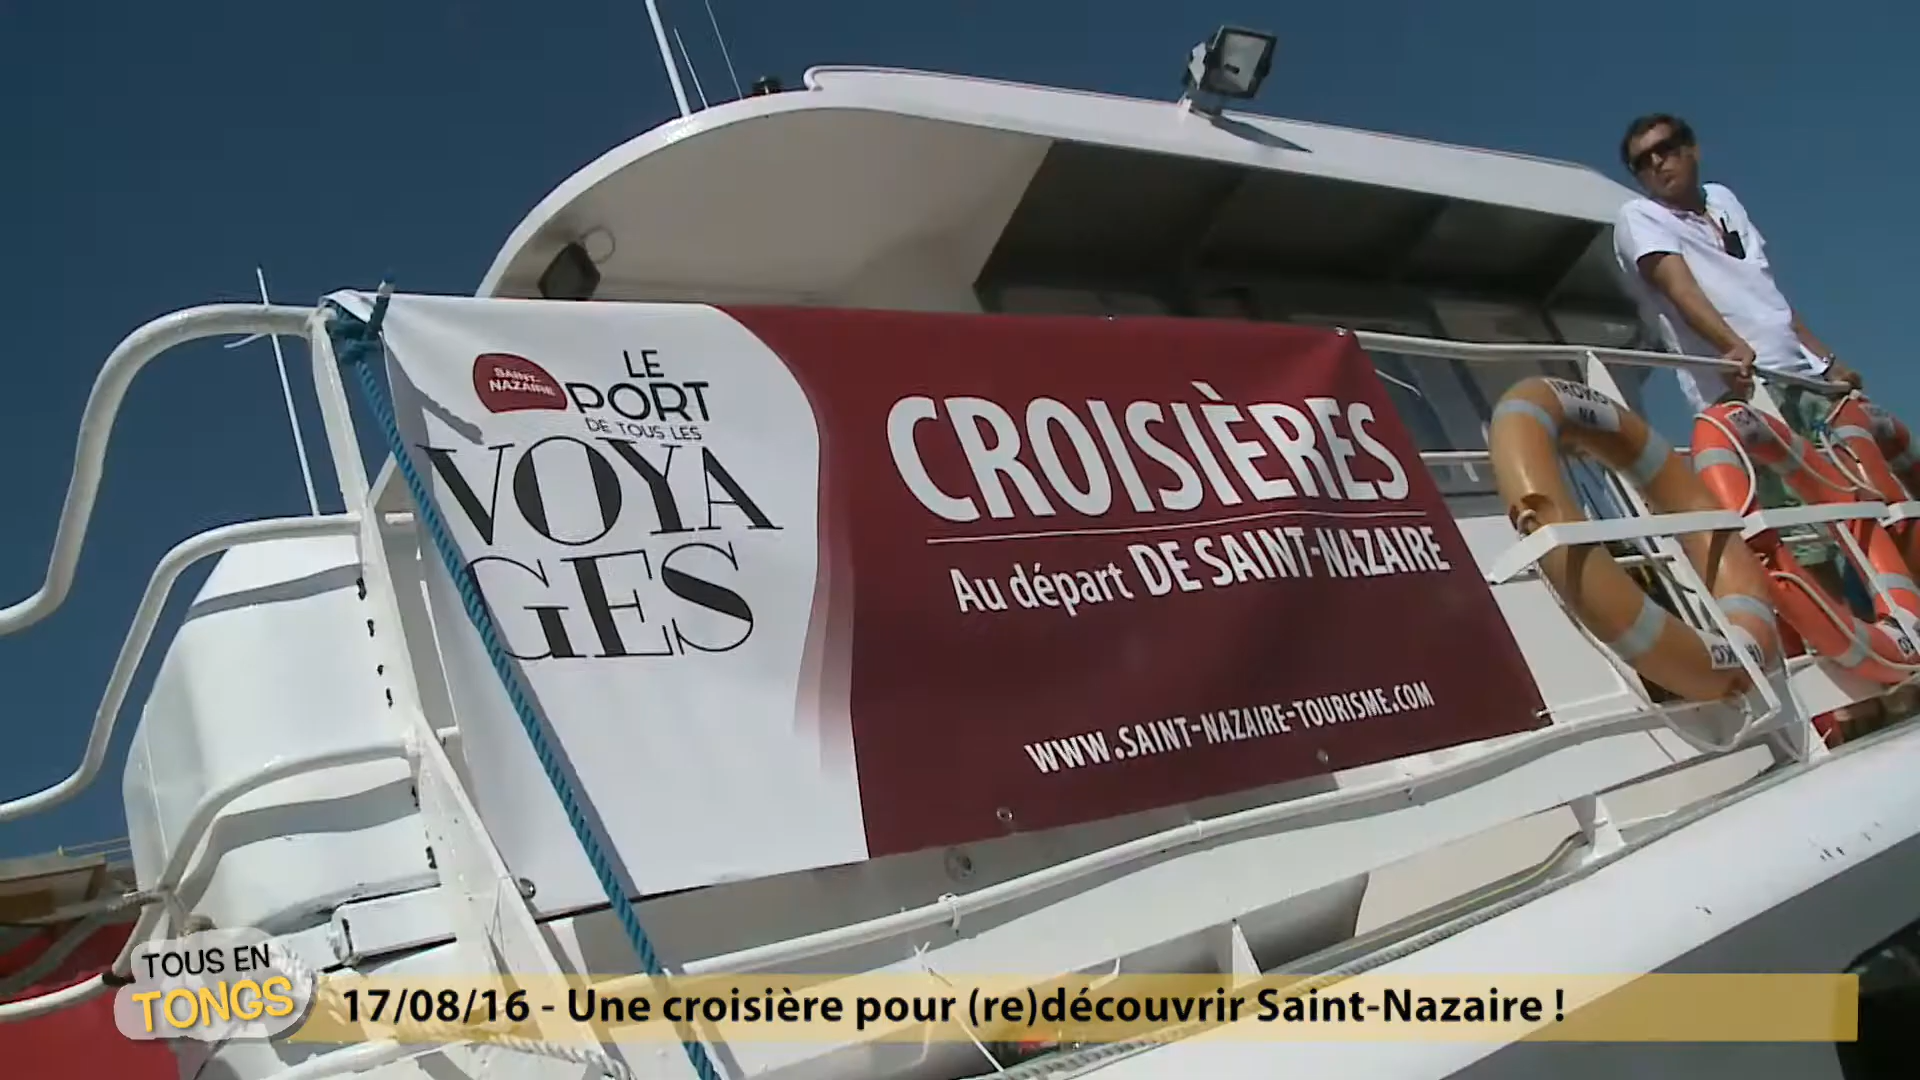 SAINT-
NAZAIRE
LE
PORT
DE TOUS LES
VOYA
GES
CROISIÈRES
Au départ DE SAINT-NAZAIRE
WWW.SAINT-NAZAIRE-TOURISME.COM
TOUS EN
TONGS
17/08/16 - Une croisière pour (re)découvrir Saint-Nazaire !